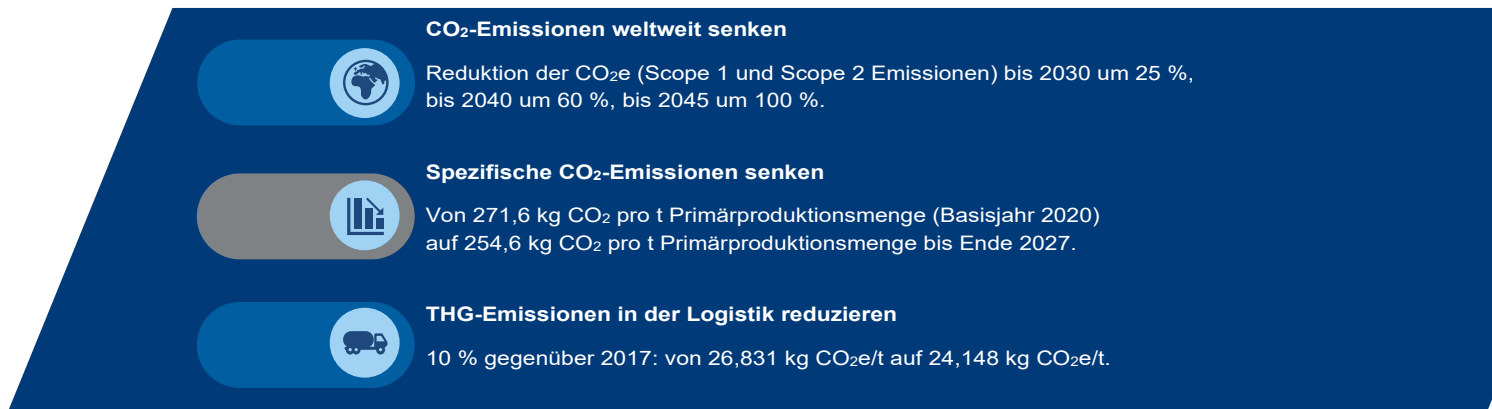 CO₂-Emissionen weltweit senken
Reduktion der CO₂e (Scope 1 und Scope 2 Emissionen) bis 2030 um 25 %,
bis 2040 um 60 %, bis 2045 um 100 %.
Spezifische CO₂-Emissionen senken
Von 271,6 kg CO₂ pro t Primärproduktionsmenge (Basisjahr 2020)
auf 254,6 kg CO₂ pro t Primärproduktionsmenge bis Ende 2027.
THG-Emissionen in der Logistik reduzieren
10 % gegenüber 2017: von 26,831 kg CO₂e/t auf 24,148 kg CO₂e/t.